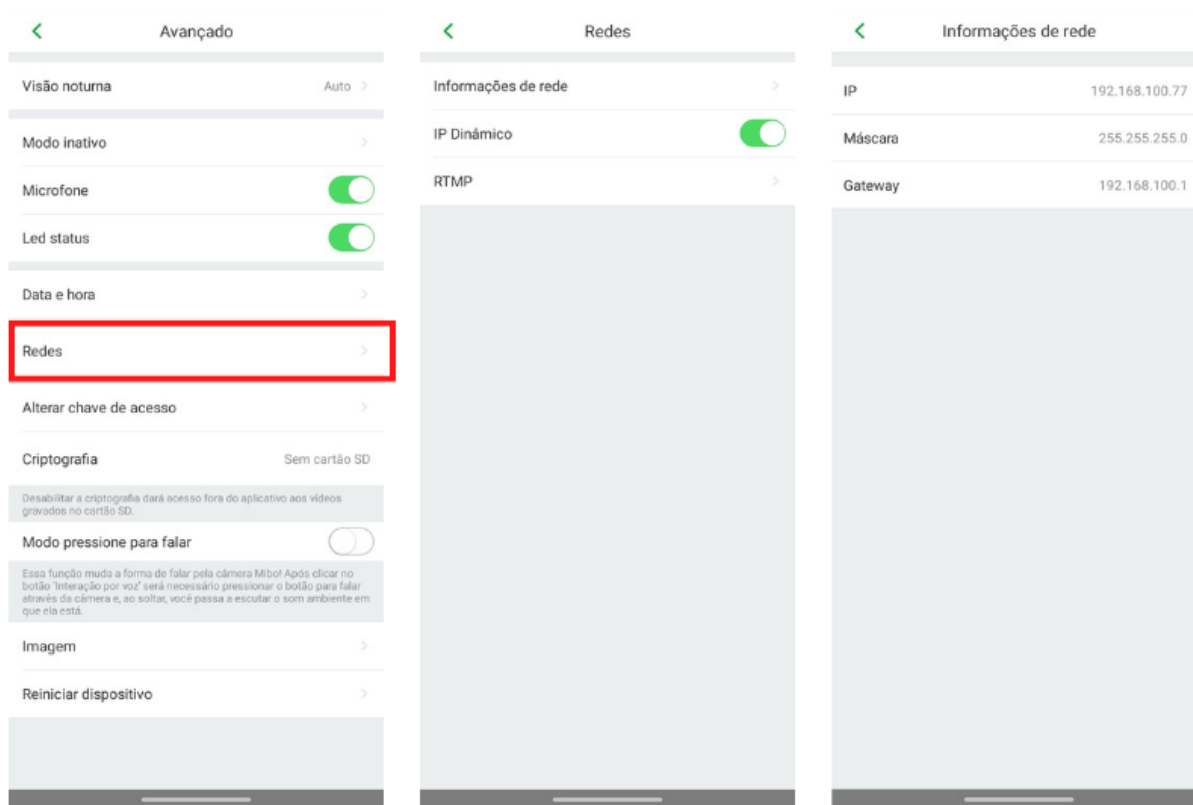 Avançado
Visão noturna
Auto
Modo inativo
Microfone
Led status
Data e hora
Redes
Alterar chave de acesso
Criptografia
Sem cartão SD
Desabilitar a criptografia dará acesso fora do aplicativo aos vídeos
gravados no cartão SD.
Modo pressione para falar
Essa função muda a forma de falar pela câmera Mibo! Após clicar no
botão 'Interação por voz' será necessário pressionar o botão para falar
através da câmera e, ao soltar, você passa a escutar o som ambiente em
que ela está.
Imagem
Reiniciar dispositivo
Redes
Informações de rede
IP Dinâmico
RTMP
Informações de rede
IP
192.168.100.77
Máscara
255.255.255.0
Gateway
192.168.100.1